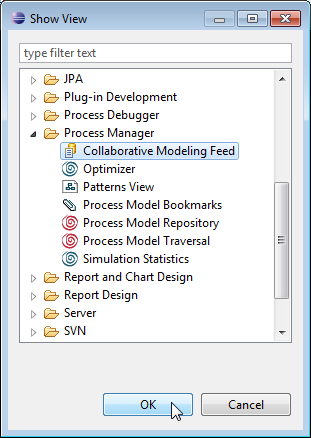 Show View
type filter text
JPA
Plug-in Development
Process Debugger
Process Manager
Collaborative Modeling Feed
Optimizer
Patterns View
Process Model Bookmarks
Process Model Repository
Process Model Traversal
Simulation Statistics
Report and Chart Design
Report Design
Server
SVN
OK Cancel